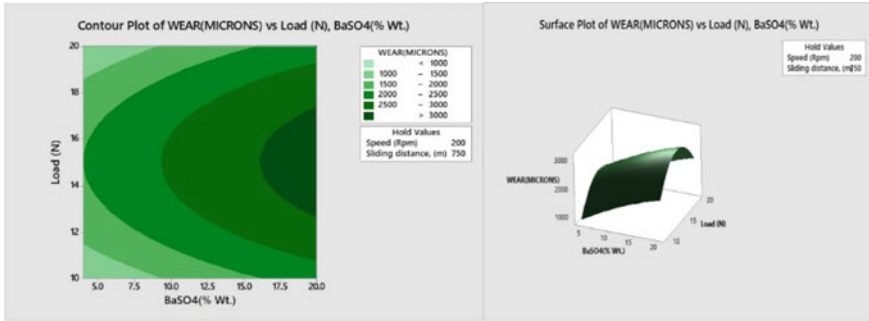 Contour Plot of WEAR(MICRONS) vs Load (N), BaSO4(% Wt.)
20
18
16
14
12
10
Load (N)
5.0 7.5 10.0 12.5 15.0 17.5 20.0
BaSO4(% Wt.)
WEAR(MICRONS)
< 1000
1000 – 1500
1500 – 2000
2000 – 2500
2500 – 3000
> 3000
Hold Values
Speed (Rpm) 200
Sliding distance, (m) 750
Surface Plot of WEAR(MICRONS) vs Load (N), BaSO4(% Wt.)
Hold Values
Speed (Rpm) 200
Sliding distance, (m) 750
3000
WEAR(MICRONS)
2000
1000
20
15
10
Load (N)
5 10 15 20
BaSO4(% Wt.)